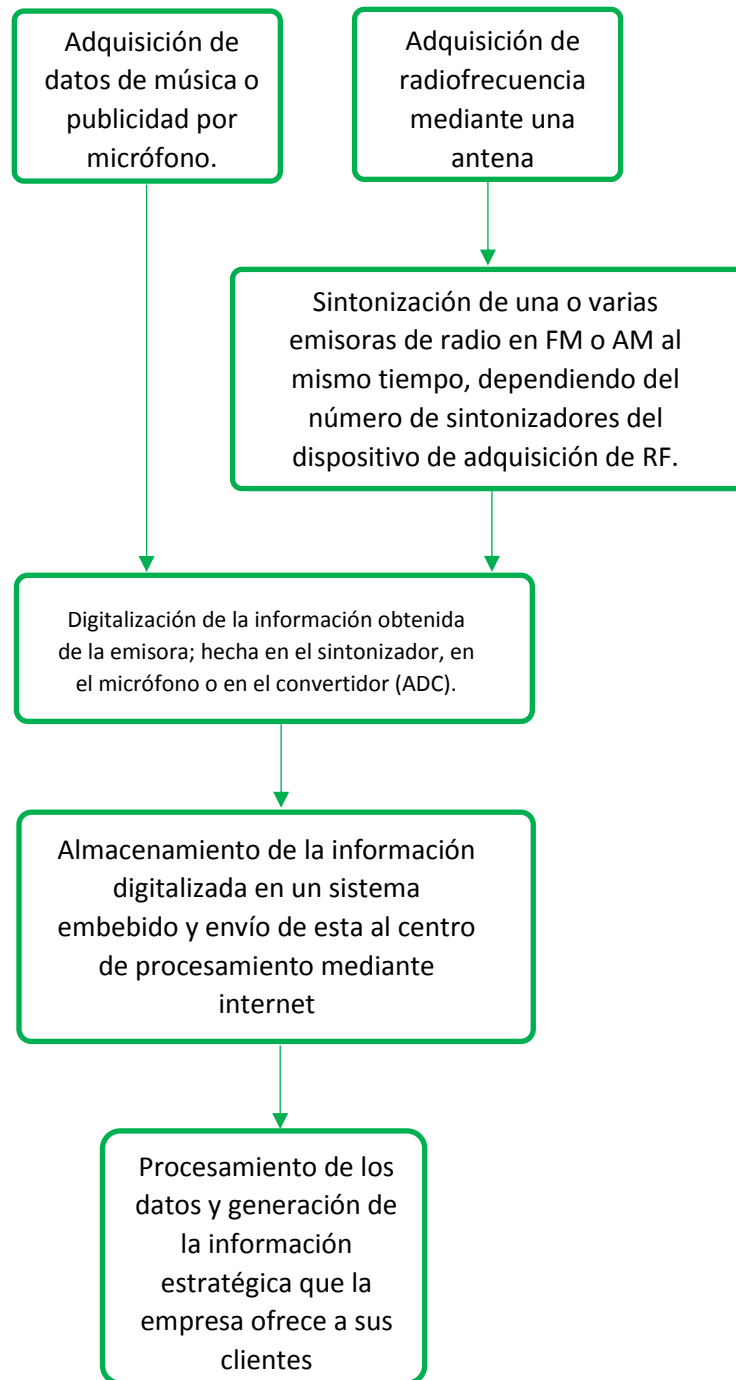 Adquisición de
datos de música o
publicidad por
micrófono.
Adquisición de
radiofrecuencia
mediante una
antena
Sintonización de una o varias
emisoras de radio en FM o AM al
mismo tiempo, dependiendo del
número de sintonizadores del
dispositivo de adquisición de RF.
Digitalización de la información obtenida
de la emisora; hecha en el sintonizador, en
el micrófono o en el convertidor (ADC).
Almacenamiento de la información
digitalizada en un sistema
embebido y envío de esta al centro
de procesamiento mediante
internet
Procesamiento de los
datos y generación de
la información
estratégica que la
empresa ofrece a sus
clientes